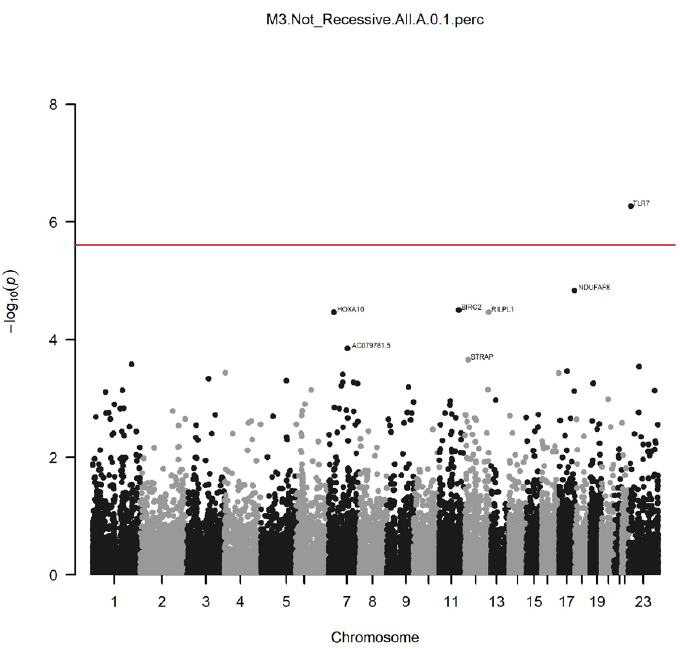 M3.Not_Recessive.All.A.0.1.perc
8
TLR7
6
NDUFAF8
HOXA10
BIRC2
RILPL1
4
AC079781.5
STRAP
2
0
−log10(p)
1 2 3 4 5 7 8 9 11 13 15 17 19 23
Chromosome